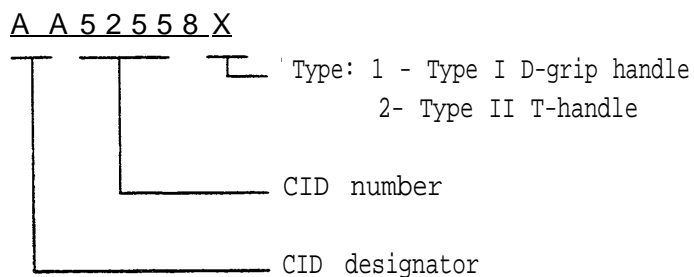 A A 5 2 5 5 8 X
Type: 1 - Type I D-grip handle
2- Type II T-handle
CID number
CID designator